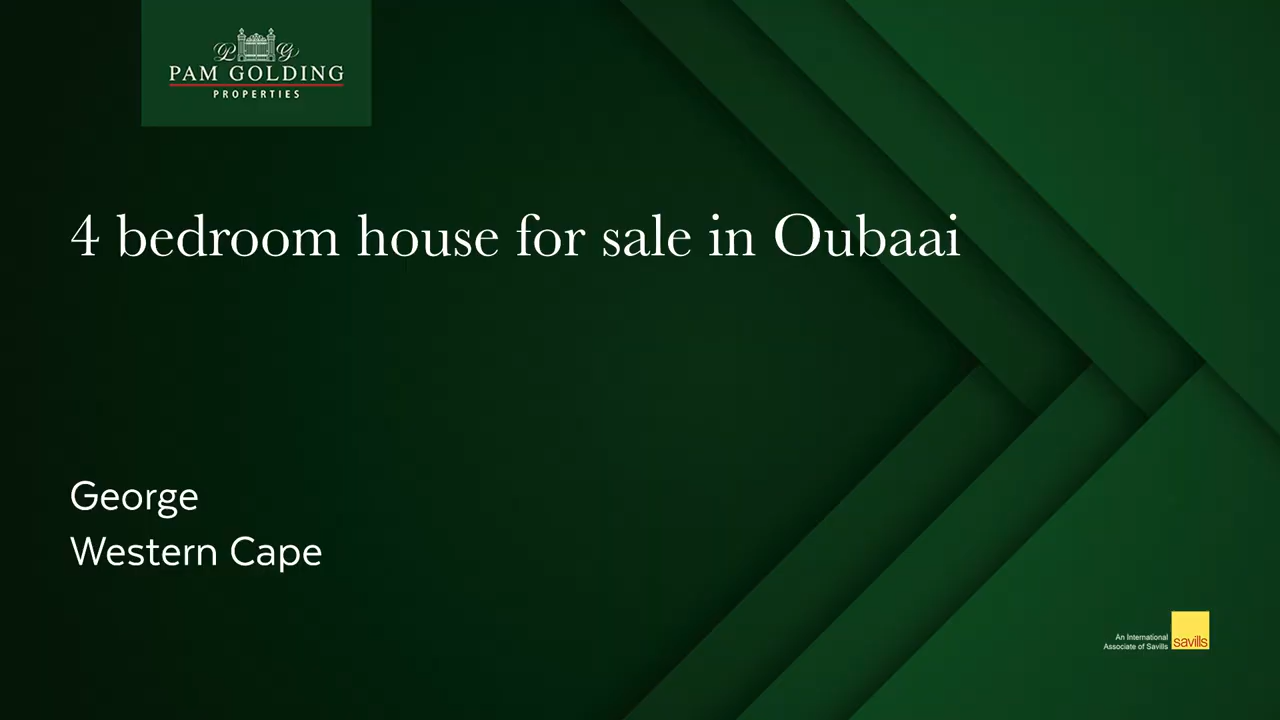 PG
PAM GOLDING
PROPERTIES
4 bedroom house for sale in Oubaai
George
Western Cape
An International
Associate of Savills
savills